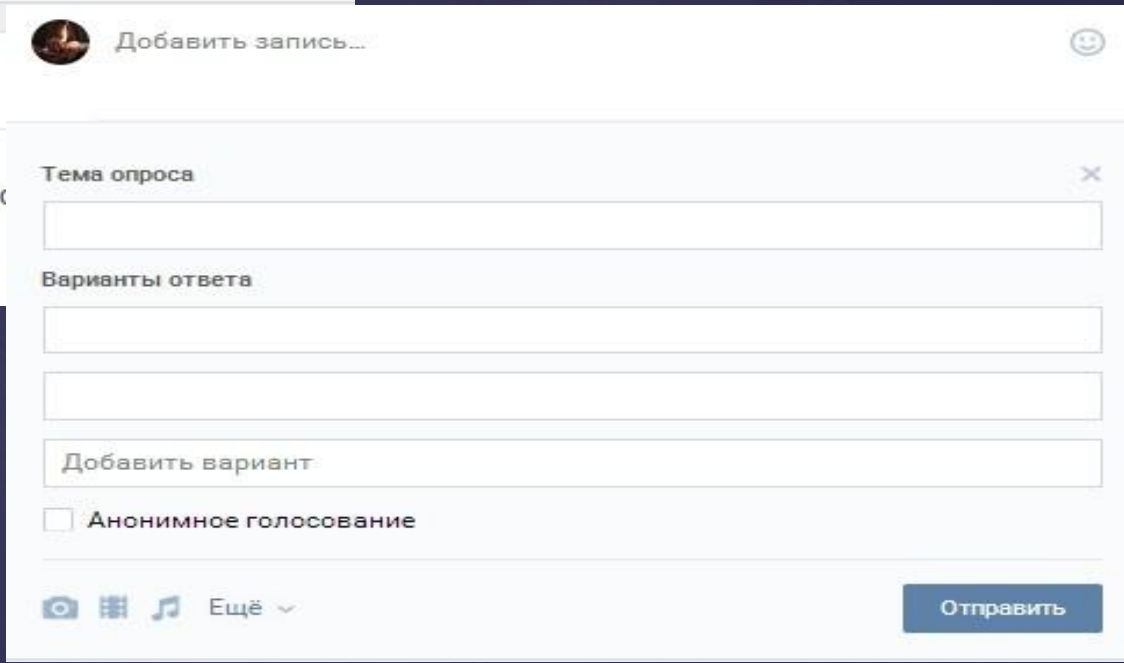 Добавить запись...
Тема опроса
Варианты ответа
Добавить вариант
Анонимное голосование
Ещё
Отправить